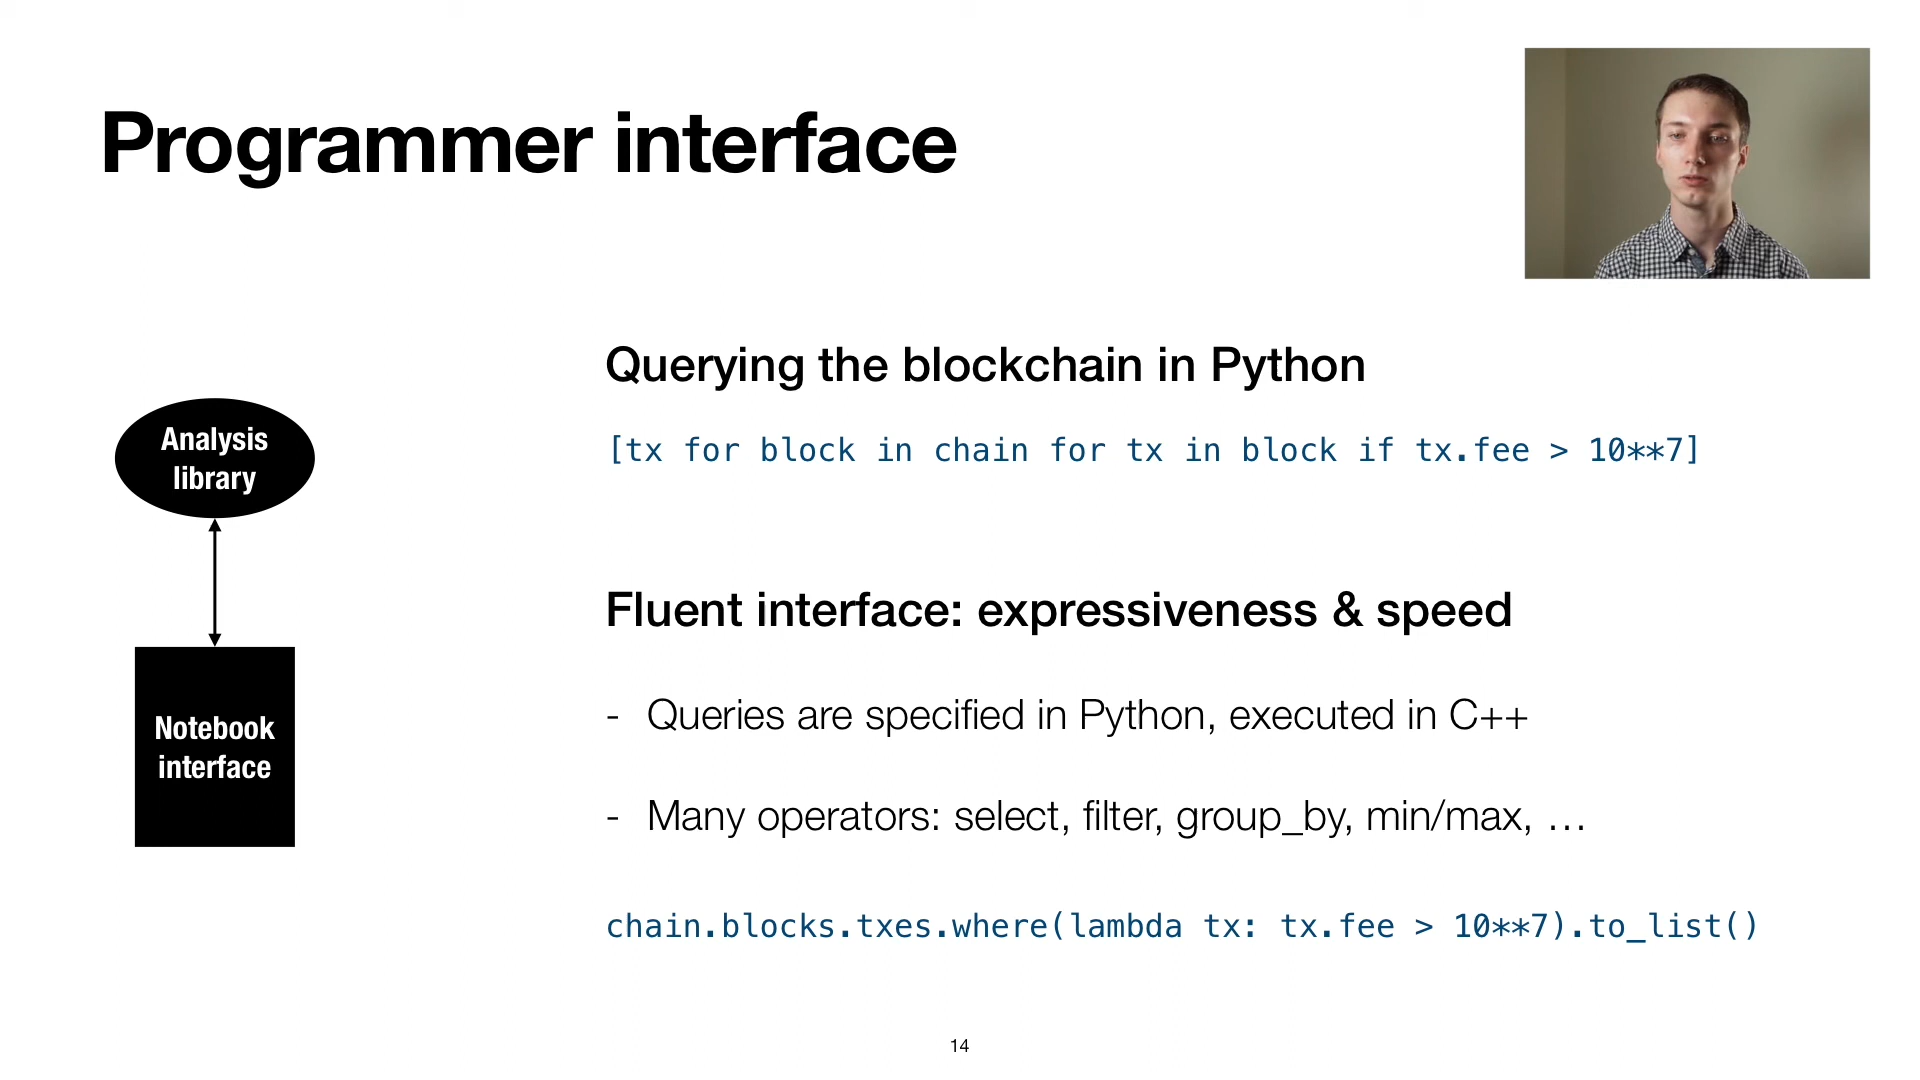 Programmer interface
Analysis
library
Notebook
interface
Querying the blockchain in Python
[tx for block in chain for tx in block if tx.fee > 10**7]
Fluent interface: expressiveness & speed
- Queries are specified in Python, executed in C++
- Many operators: select, filter, group_by, min/max, …
chain.blocks.txes.where(lambda tx: tx.fee > 10**7).to_list()
14